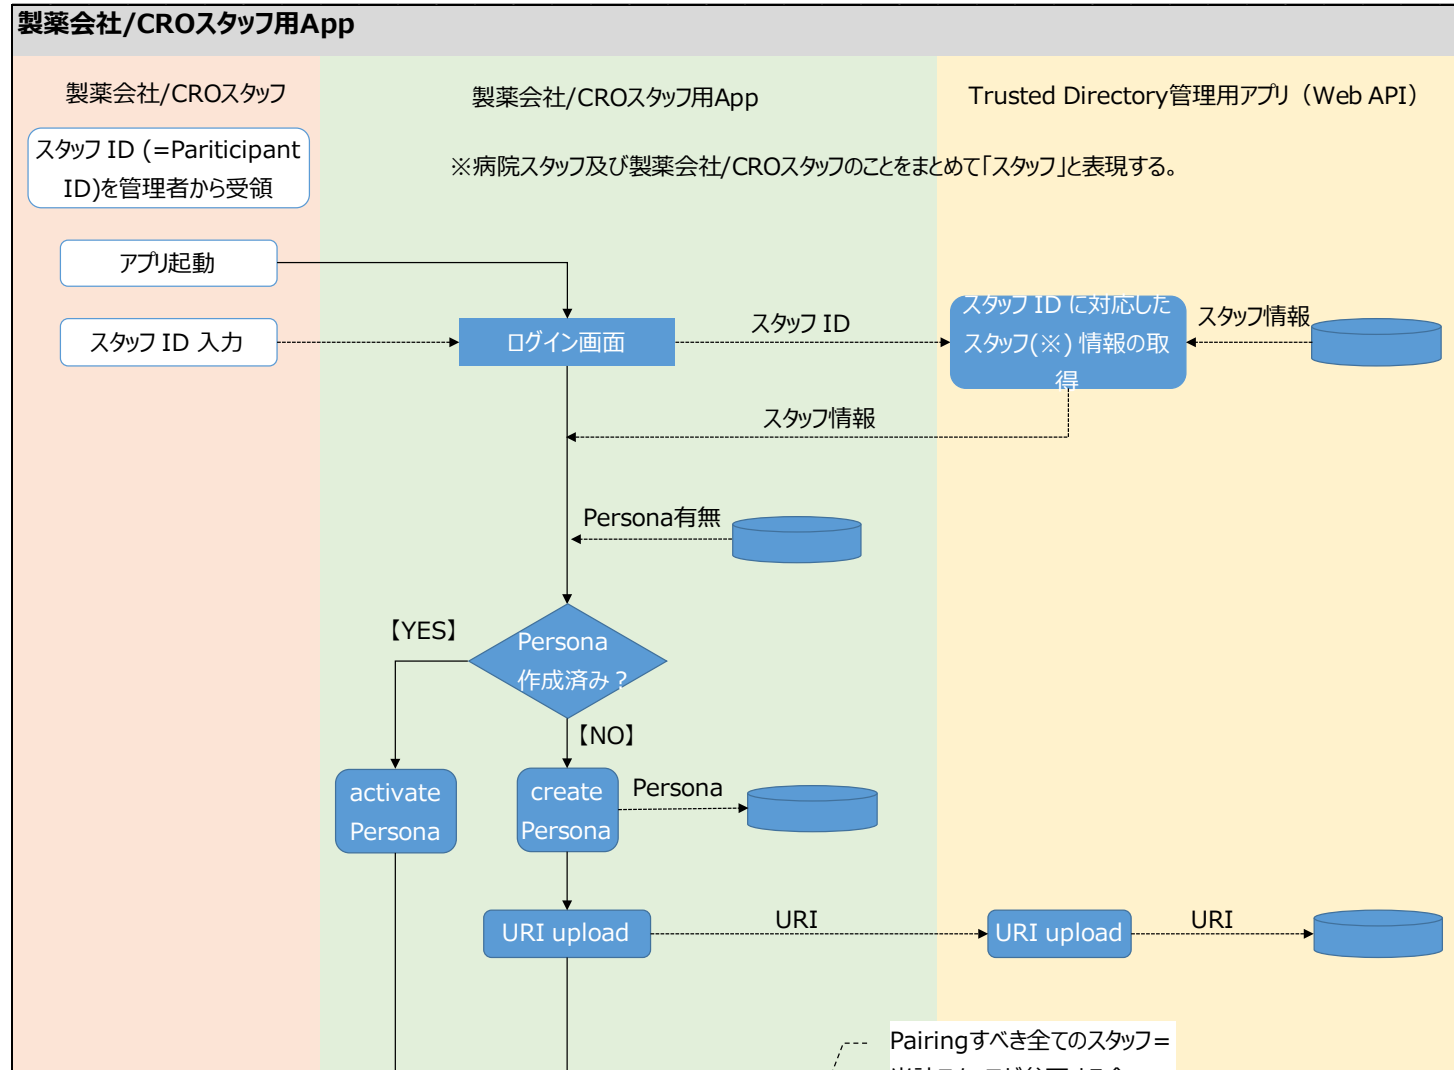 製薬会社/CROスタッフ用App
製薬会社/CROスタッフ
製薬会社/CROスタッフ用App
Trusted Directory管理用アプリ（Web API）
スタッフ ID (=Pariticipant
ID)を管理者から受領
※病院スタッフ及び製薬会社/CROスタッフのことをまとめて「スタッフ」と表現する。
アプリ起動
スタッフ ID 入力
ログイン画面
スタッフ ID
スタッフ ID に対応した
スタッフ(※) 情報の取
得
スタッフ情報
スタッフ情報
Persona有無
【YES】
Persona
作成済み？
【NO】
activate
Persona
create
Persona
Persona
URI upload
URI
URI upload
URI
Pairingすべき全てのスタッフ=